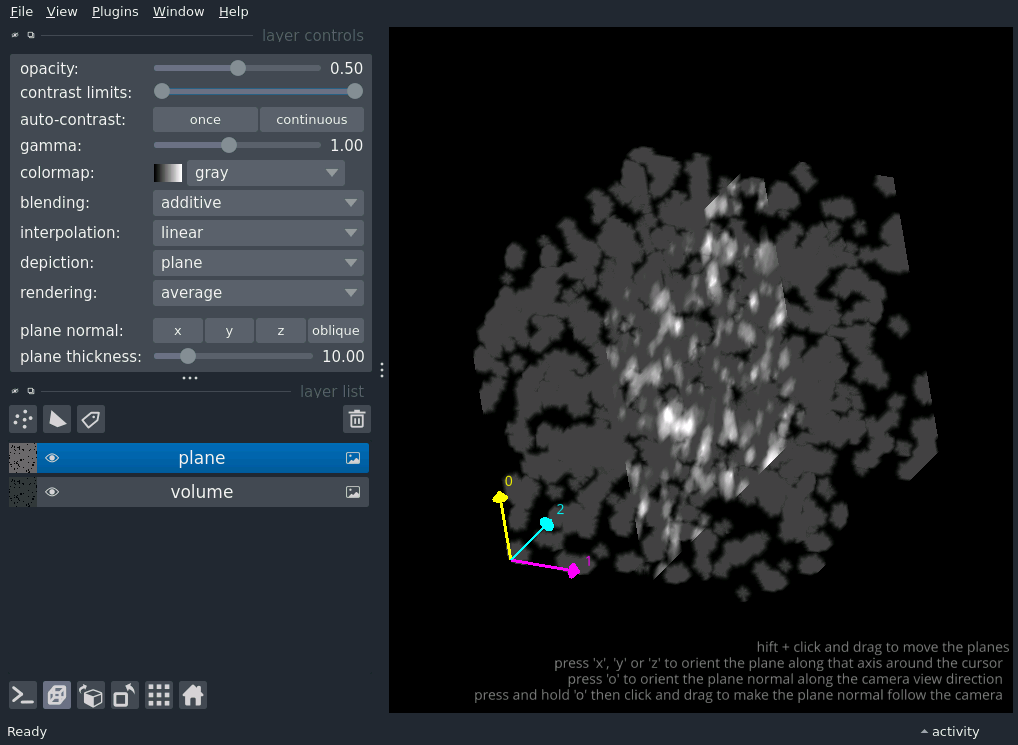 File View Plugins Window Help
layer controls
opacity: 0.50
contrast limits:
auto-contrast: once continuous
gamma: 1.00
colormap: gray
blending: additive
interpolation: linear
depiction: plane
rendering: average
plane normal: x y z oblique
plane thickness: 10.00
layer list
plane
volume
0
2
1
hift + click and drag to move the planes
press 'x', 'y' or 'z' to orient the plane along that axis around the cursor
press 'o' to orient the plane normal along the camera view direction
press and hold 'o' then click and drag to make the plane normal follow the camera
Ready activity